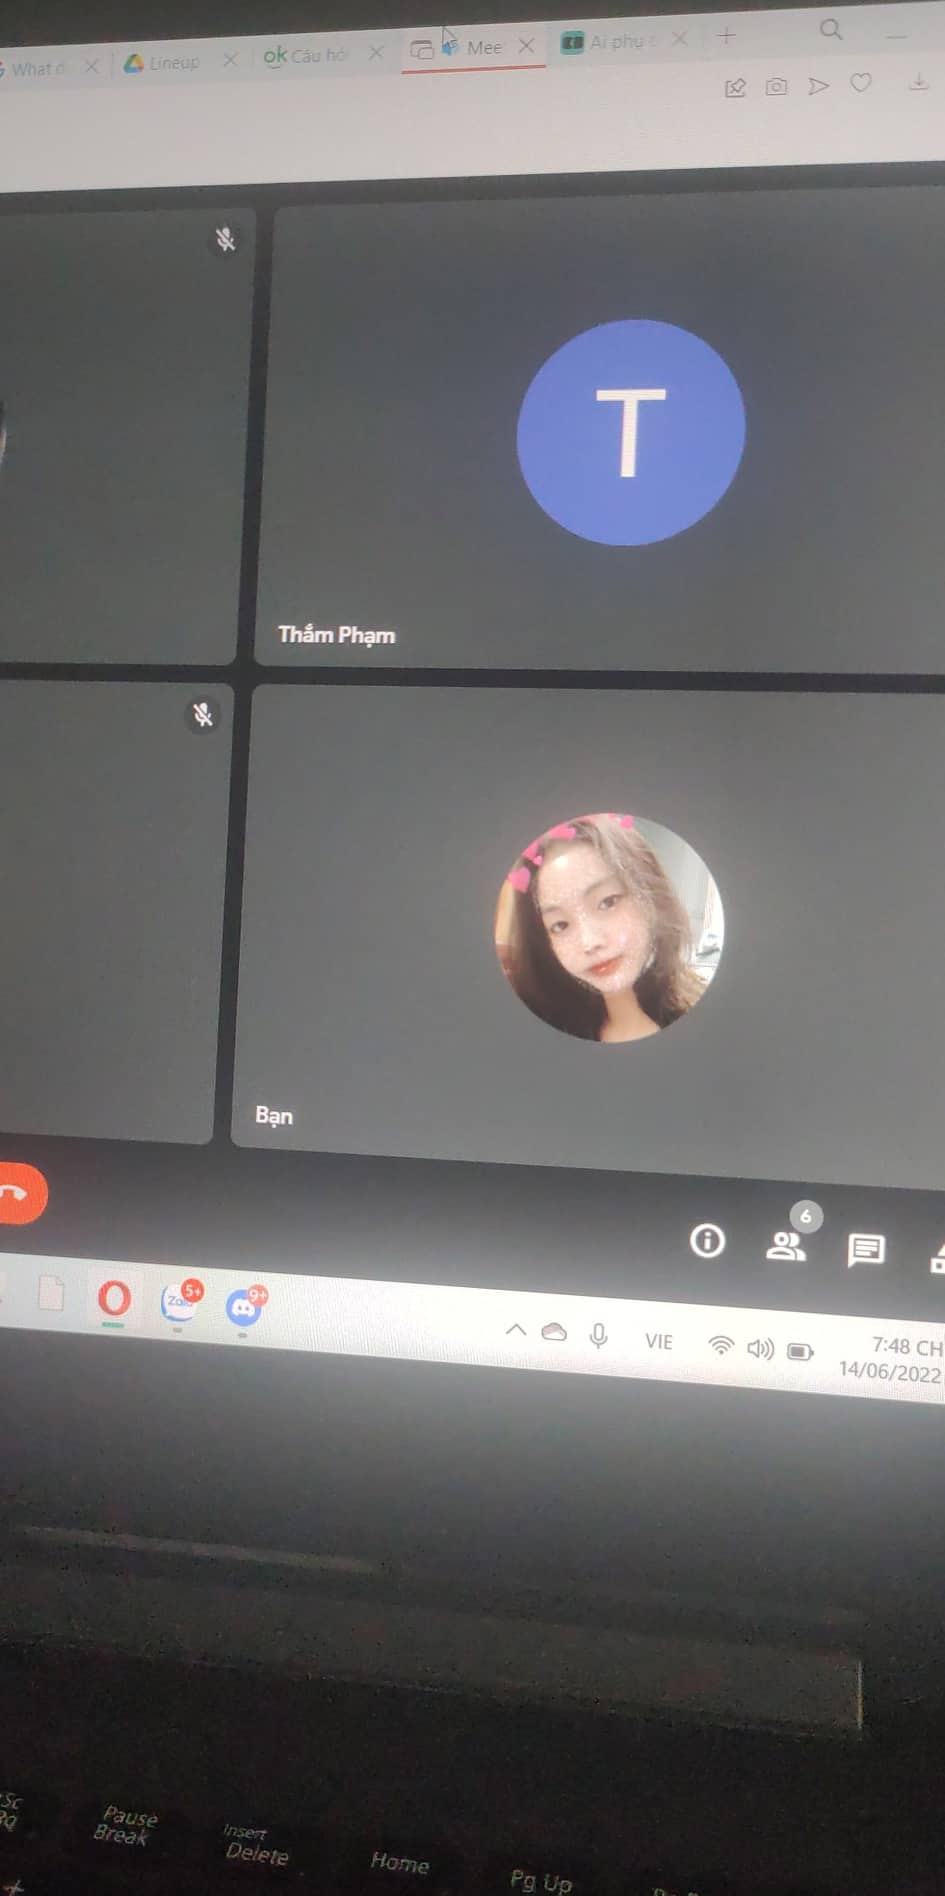 What d
Lineup
ok Câu hỏi
Mee
Ai phụ
T
Thắm Phạm
Bạn
6
Zalo 5+
9+
VIE
7:48 CH
14/06/2022
Sc
Pause
Break
Insert
Delete
Home
Pg Up